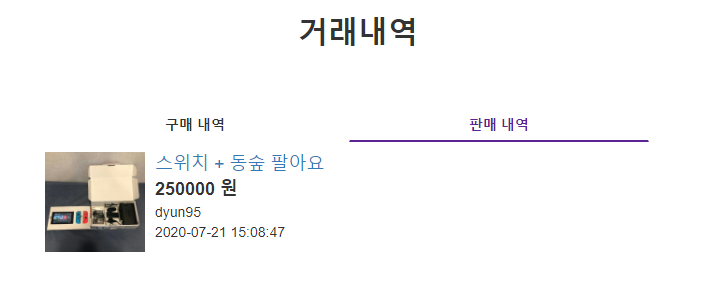 거래내역
구매 내역
판매 내역
스위치 + 동숲 팔아요
250000 원
dyun95
2020-07-21 15:08:47